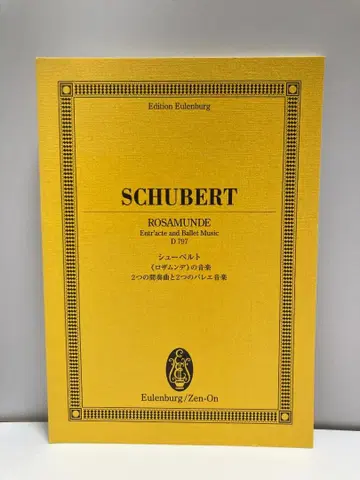 Edition Eulenburg
SCHUBERT
ROSAMUNDE
Entr'acte and Ballet Music
D 797
シューベルト
《ロザムンデ》の音楽
2つの間奏曲と2つのバレエ音楽
Eulenburg/Zen-On